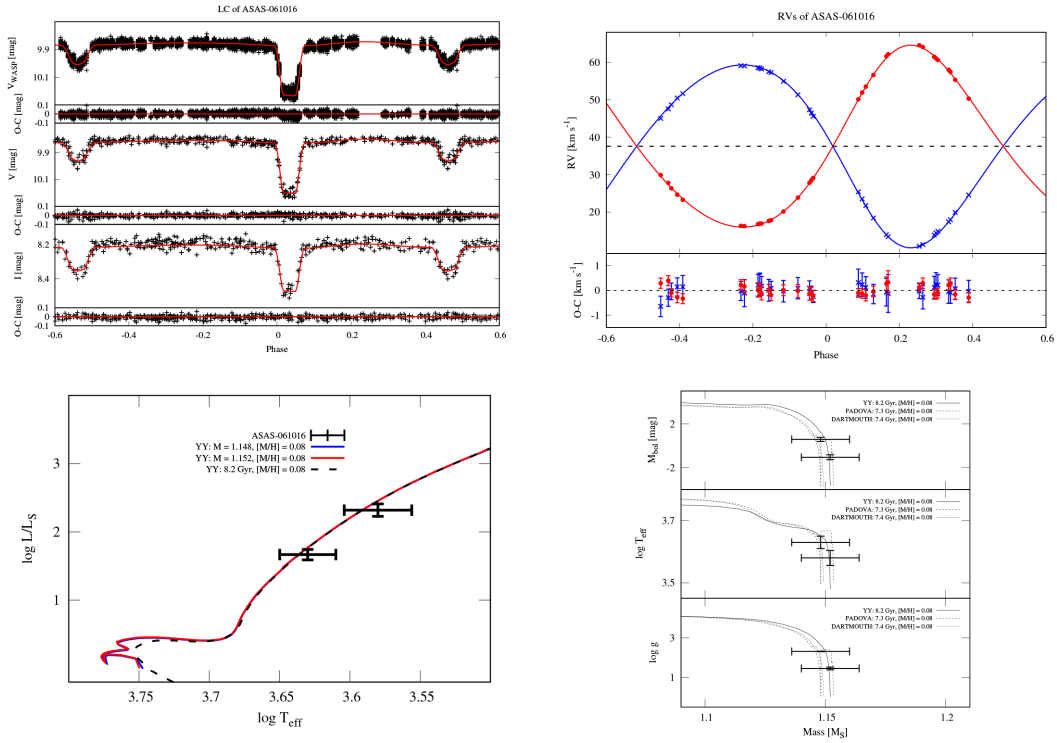 LC of ASAS-061016
V_WASP [mag]
9.9
10.1
O-C [mag]
0.1
0
-0.1
V [mag]
9.9
10.1
O-C [mag]
0.1
0
-0.1
I [mag]
8.2
8.4
O-C [mag]
0.1
0
-0.1
-0.6 -0.4 -0.2 0 0.2 0.4 0.6
Phase
RVs of ASAS-061016
RV [km s⁻¹]
60
50
40
30
20
O-C [km s⁻¹]
1
0
-1
-0.6 -0.4 -0.2 0 0.2 0.4 0.6
Phase
ASAS-061016
YY: M = 1.148, [M/H] = 0.08
YY: M = 1.152, [M/H] = 0.08
YY: 8.2 Gyr, [M/H] = 0.08
log L/L_S
3
2
1
3.75 3.7 3.65 3.6 3.55
log T_eff
YY: 8.2 Gyr, [M/H] = 0.08
PADOVA: 7.3 Gyr, [M/H] = 0.08
DARTMOUTH: 7.4 Gyr, [M/H] = 0.08
M_bol [mag]
2
-2
YY: 8.2 Gyr, [M/H] = 0.08
PADOVA: 7.3 Gyr, [M/H] = 0.08
DARTMOUTH: 7.4 Gyr, [M/H] = 0.08
log T_eff
3.7
3.5
YY: 8.2 Gyr, [M/H] = 0.08
PADOVA: 7.3 Gyr, [M/H] = 0.08
DARTMOUTH: 7.4 Gyr, [M/H] = 0.08
log g
3
1
1.1 1.15 1.2
Mass [M_S]